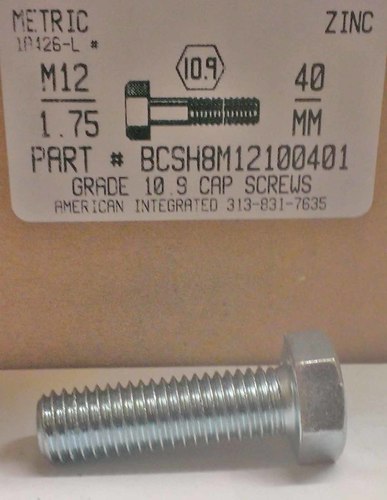 METRIC ZINC
18426-L #
M12 10.9 40
1.75 MM
PART # BCSH8M12100401
GRADE 10.9 CAP SCREWS
AMERICAN INTEGRATED 313-831-7635